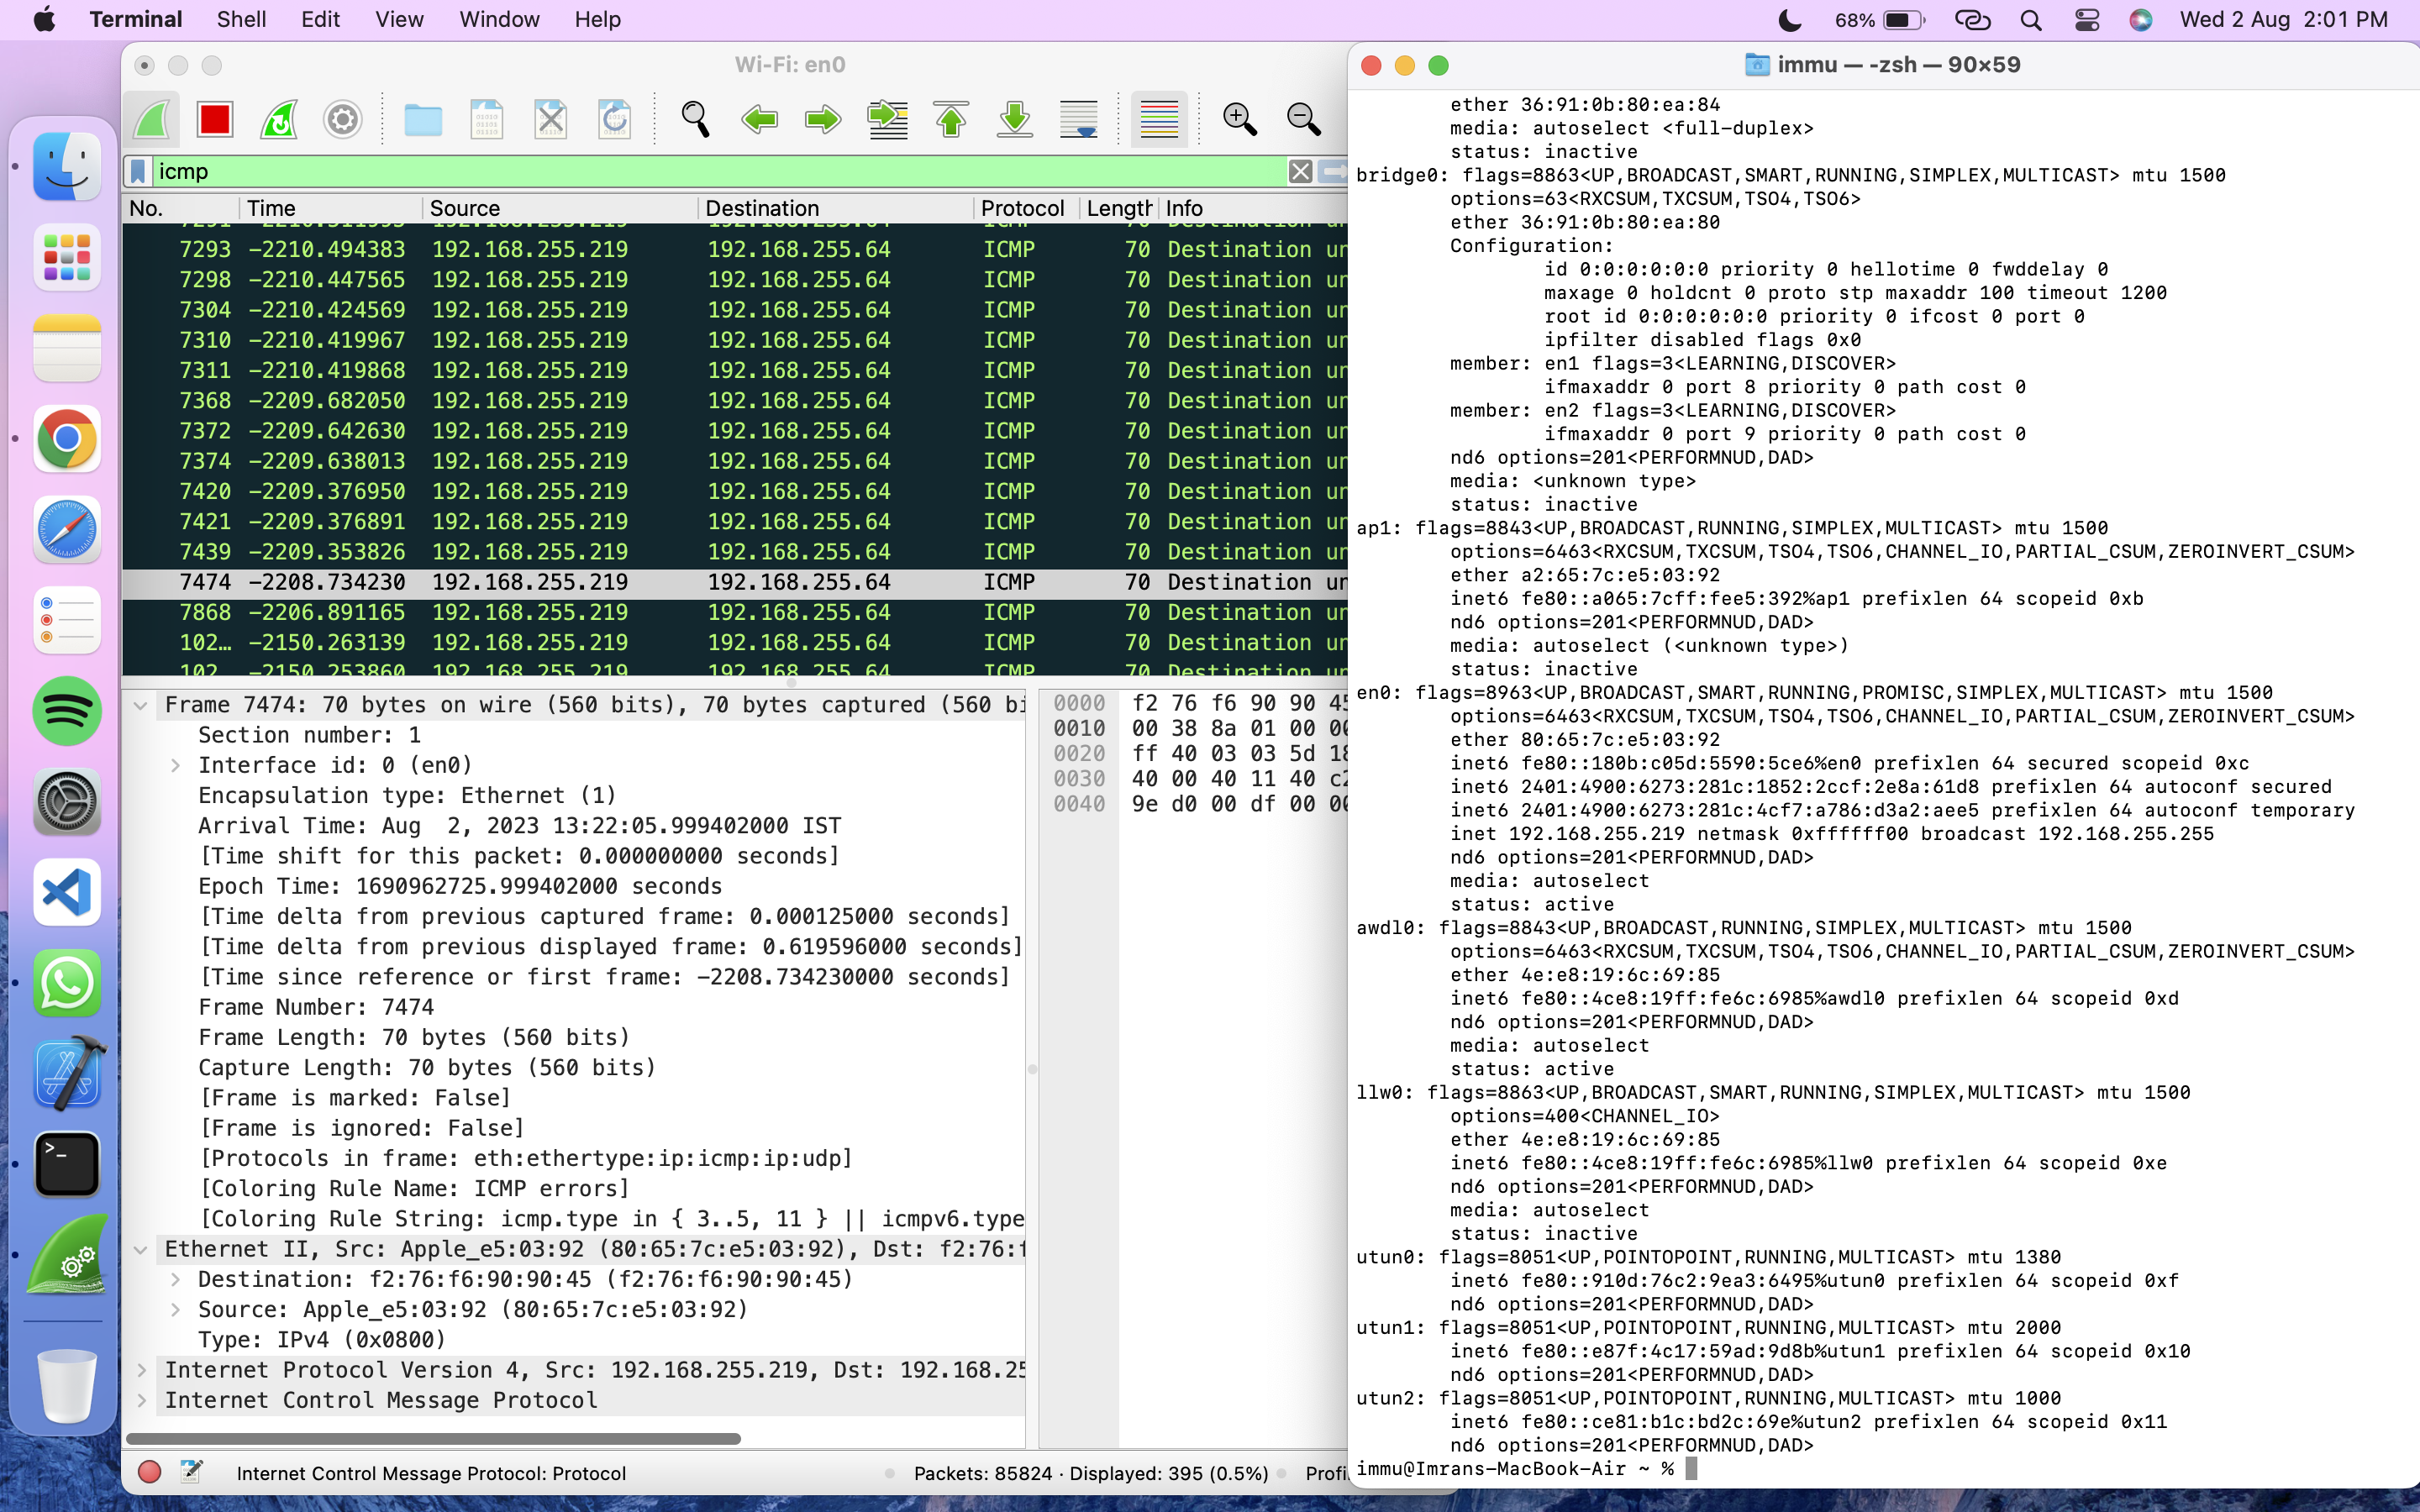 Terminal Shell Edit View Window Help
68% Wed 2 Aug 2:01 PM
Wi-Fi: en0
icmp
No. Time Source Destination Protocol Length Info
7293 −2210.494383 192.168.255.219 192.168.255.64 ICMP 70 Destination un
7298 −2210.447565 192.168.255.219 192.168.255.64 ICMP 70 Destination un
7304 −2210.424569 192.168.255.219 192.168.255.64 ICMP 70 Destination un
7310 −2210.419967 192.168.255.219 192.168.255.64 ICMP 70 Destination un
7311 −2210.419868 192.168.255.219 192.168.255.64 ICMP 70 Destination un
7368 −2209.682050 192.168.255.219 192.168.255.64 ICMP 70 Destination un
7372 −2209.642630 192.168.255.219 192.168.255.64 ICMP 70 Destination un
7374 −2209.638013 192.168.255.219 192.168.255.64 ICMP 70 Destination un
7420 −2209.376950 192.168.255.219 192.168.255.64 ICMP 70 Destination un
7421 −2209.376891 192.168.255.219 192.168.255.64 ICMP 70 Destination un
7439 −2209.353826 192.168.255.219 192.168.255.64 ICMP 70 Destination un
7474 −2208.734230 192.168.255.219 192.168.255.64 ICMP 70 Destination un
7868 −2206.891165 192.168.255.219 192.168.255.64 ICMP 70 Destination un
102… −2150.263139 192.168.255.219 192.168.255.64 ICMP 70 Destination un
102 −2150.253860 192.168.255.219 192.168.255.64 ICMP 70 Destination un
Frame 7474: 70 bytes on wire (560 bits), 70 bytes captured (560 bi
Section number: 1
Interface id: 0 (en0)
Encapsulation type: Ethernet (1)
Arrival Time: Aug  2, 2023 13:22:05.999402000 IST
[Time shift for this packet: 0.000000000 seconds]
Epoch Time: 1690962725.999402000 seconds
[Time delta from previous captured frame: 0.000125000 seconds]
[Time delta from previous displayed frame: 0.619596000 seconds]
[Time since reference or first frame: −2208.734230000 seconds]
Frame Number: 7474
Frame Length: 70 bytes (560 bits)
Capture Length: 70 bytes (560 bits)
[Frame is marked: False]
[Frame is ignored: False]
[Protocols in frame: eth:ethertype:ip:icmp:ip:udp]
[Coloring Rule Name: ICMP errors]
[Coloring Rule String: icmp.type in { 3..5, 11 } || icmpv6.type
Ethernet II, Src: Apple_e5:03:92 (80:65:7c:e5:03:92), Dst: f2:76:f
Destination: f2:76:f6:90:90:45 (f2:76:f6:90:90:45)
Source: Apple_e5:03:92 (80:65:7c:e5:03:92)
Type: IPv4 (0x0800)
Internet Protocol Version 4, Src: 192.168.255.219, Dst: 192.168.25
Internet Control Message Protocol
0000 f2 76 f6 90 90 45
0010 00 38 8a 01 00 00
0020 ff 40 03 03 5d 18
0030 40 00 40 11 40 c2
0040 9e d0 00 df 00 00
Internet Control Message Protocol: Protocol
Packets: 85824 · Displayed: 395 (0.5%)
Profi
immu — -zsh — 90×59
ether 36:91:0b:80:ea:84
media: autoselect <full-duplex>
status: inactive
bridge0: flags=8863<UP,BROADCAST,SMART,RUNNING,SIMPLEX,MULTICAST> mtu 1500
options=63<RXCSUM,TXCSUM,TSO4,TSO6>
ether 36:91:0b:80:ea:80
Configuration:
id 0:0:0:0:0:0 priority 0 hellotime 0 fwddelay 0
maxage 0 holdcnt 0 proto stp maxaddr 100 timeout 1200
root id 0:0:0:0:0:0 priority 0 ifcost 0 port 0
ipfilter disabled flags 0x0
member: en1 flags=3<LEARNING,DISCOVER>
ifmaxaddr 0 port 8 priority 0 path cost 0
member: en2 flags=3<LEARNING,DISCOVER>
ifmaxaddr 0 port 9 priority 0 path cost 0
nd6 options=201<PERFORMNUD,DAD>
media: <unknown type>
status: inactive
ap1: flags=8843<UP,BROADCAST,RUNNING,SIMPLEX,MULTICAST> mtu 1500
options=6463<RXCSUM,TXCSUM,TSO4,TSO6,CHANNEL_IO,PARTIAL_CSUM,ZEROINVERT_CSUM>
ether a2:65:7c:e5:03:92
inet6 fe80::a065:7cff:fee5:392%ap1 prefixlen 64 scopeid 0xb
nd6 options=201<PERFORMNUD,DAD>
media: autoselect (<unknown type>)
status: inactive
en0: flags=8963<UP,BROADCAST,SMART,RUNNING,PROMISC,SIMPLEX,MULTICAST> mtu 1500
options=6463<RXCSUM,TXCSUM,TSO4,TSO6,CHANNEL_IO,PARTIAL_CSUM,ZEROINVERT_CSUM>
ether 80:65:7c:e5:03:92
inet6 fe80::180b:c05d:5590:5ce6%en0 prefixlen 64 secured scopeid 0xc
inet6 2401:4900:6273:281c:1852:2ccf:2e8a:61d8 prefixlen 64 autoconf secured
inet6 2401:4900:6273:281c:4cf7:a786:d3a2:aee5 prefixlen 64 autoconf temporary
inet 192.168.255.219 netmask 0xffffff00 broadcast 192.168.255.255
nd6 options=201<PERFORMNUD,DAD>
media: autoselect
status: active
awdl0: flags=8843<UP,BROADCAST,RUNNING,SIMPLEX,MULTICAST> mtu 1500
options=6463<RXCSUM,TXCSUM,TSO4,TSO6,CHANNEL_IO,PARTIAL_CSUM,ZEROINVERT_CSUM>
ether 4e:e8:19:6c:69:85
inet6 fe80::4ce8:19ff:fe6c:6985%awdl0 prefixlen 64 scopeid 0xd
nd6 options=201<PERFORMNUD,DAD>
media: autoselect
status: active
llw0: flags=8863<UP,BROADCAST,SMART,RUNNING,SIMPLEX,MULTICAST> mtu 1500
options=400<CHANNEL_IO>
ether 4e:e8:19:6c:69:85
inet6 fe80::4ce8:19ff:fe6c:6985%llw0 prefixlen 64 scopeid 0xe
nd6 options=201<PERFORMNUD,DAD>
media: autoselect
status: inactive
utun0: flags=8051<UP,POINTOPOINT,RUNNING,MULTICAST> mtu 1380
inet6 fe80::910d:76c2:9ea3:6495%utun0 prefixlen 64 scopeid 0xf
nd6 options=201<PERFORMNUD,DAD>
utun1: flags=8051<UP,POINTOPOINT,RUNNING,MULTICAST> mtu 2000
inet6 fe80::e87f:4c17:59ad:9d8b%utun1 prefixlen 64 scopeid 0x10
nd6 options=201<PERFORMNUD,DAD>
utun2: flags=8051<UP,POINTOPOINT,RUNNING,MULTICAST> mtu 1000
inet6 fe80::ce81:b1c:bd2c:69e%utun2 prefixlen 64 scopeid 0x11
nd6 options=201<PERFORMNUD,DAD>
immu@Imrans-MacBook-Air ~ %